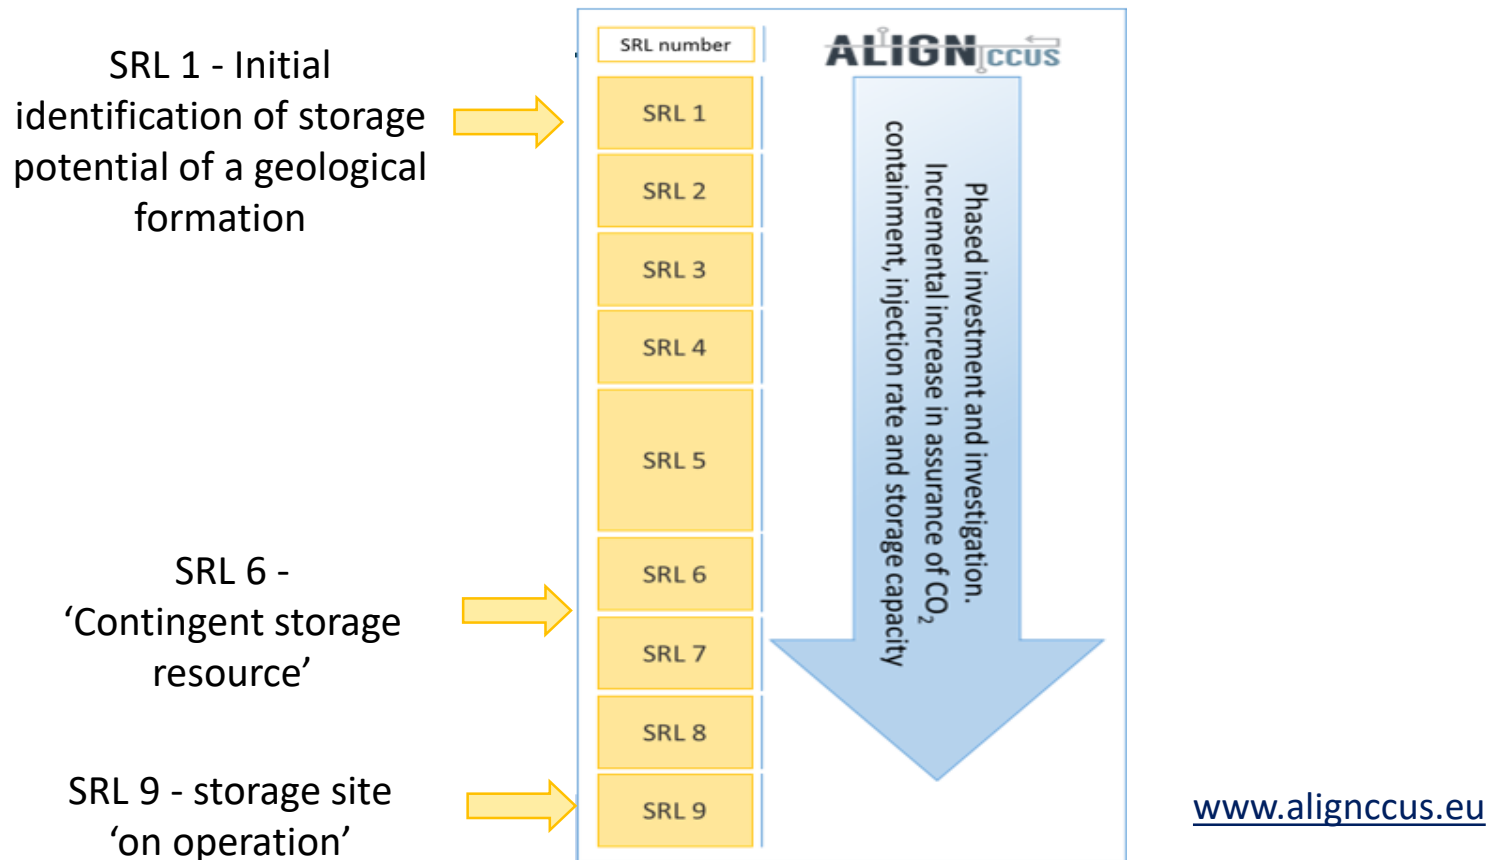 SRL 1 - Initial
identification of storage
potential of a geological
formation
SRL 6 -
‘Contingent storage
resource’
SRL 9 - storage site
‘on operation’
SRL number
SRL 1
SRL 2
SRL 3
SRL 4
SRL 5
SRL 6
SRL 7
SRL 8
SRL 9
ALIGN CCUS
Phased investment and investigation.
Incremental increase in assurance of CO₂
containment, injection rate and storage capacity
www.alignccus.eu